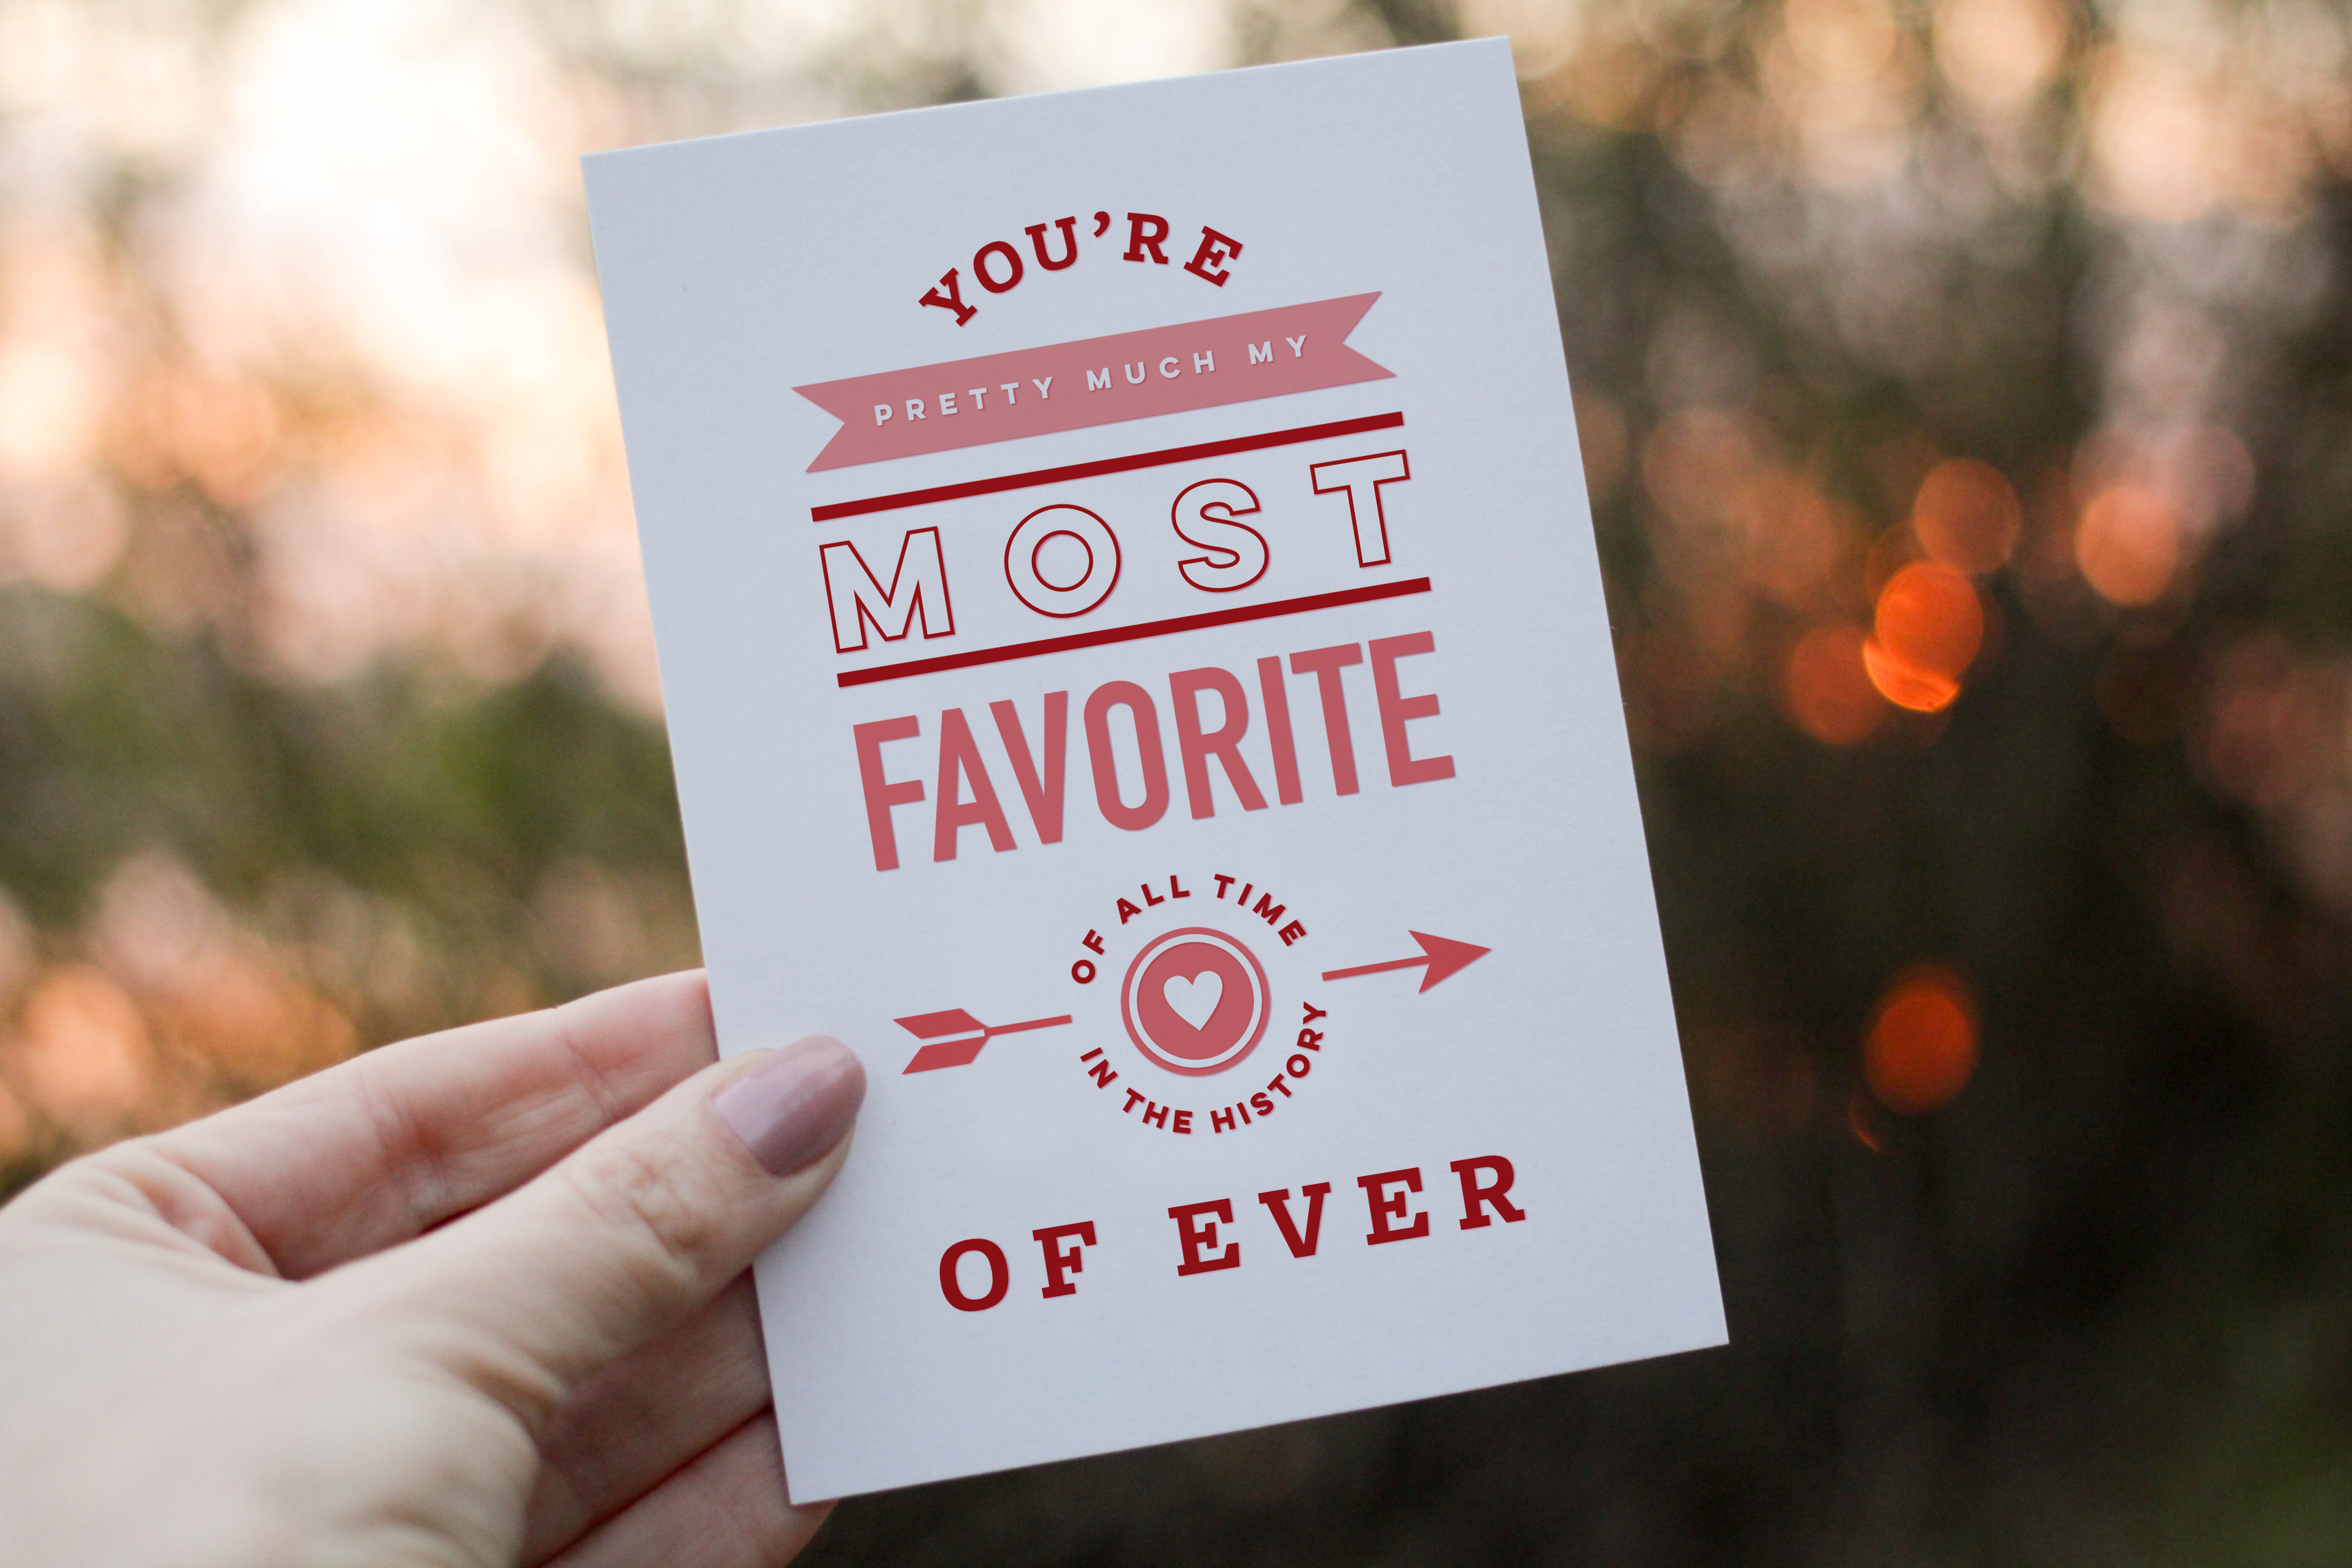 YOU'RE
PRETTY MUCH MY
MOST
FAVORITE
OF ALL TIME
IN THE HISTORY
OF EVER